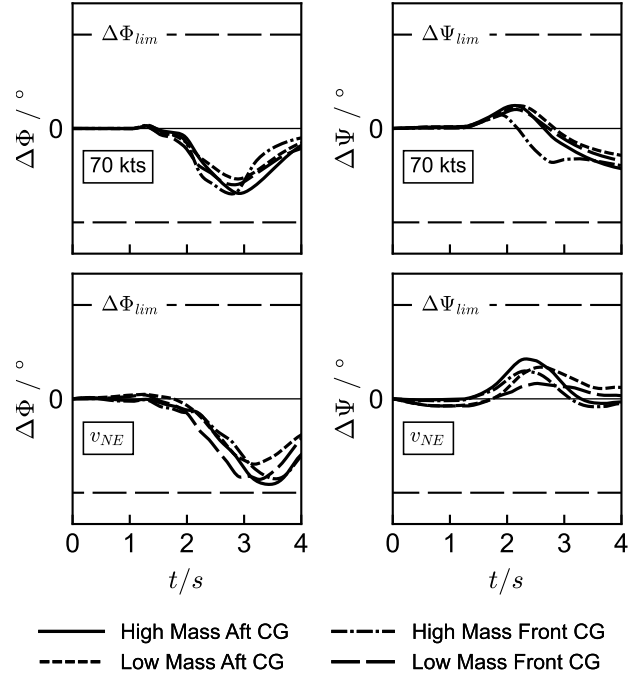 ΔΦ_lim
ΔΨ_lim
ΔΦ / °
0
70 kts
ΔΨ / °
0
70 kts
ΔΦ_lim
ΔΨ_lim
ΔΦ / °
0
v_NE
ΔΨ / °
0
v_NE
0 1 2 3 4
0 1 2 3 4
t/s
t/s
High Mass Aft CG
High Mass Front CG
Low Mass Aft CG
Low Mass Front CG